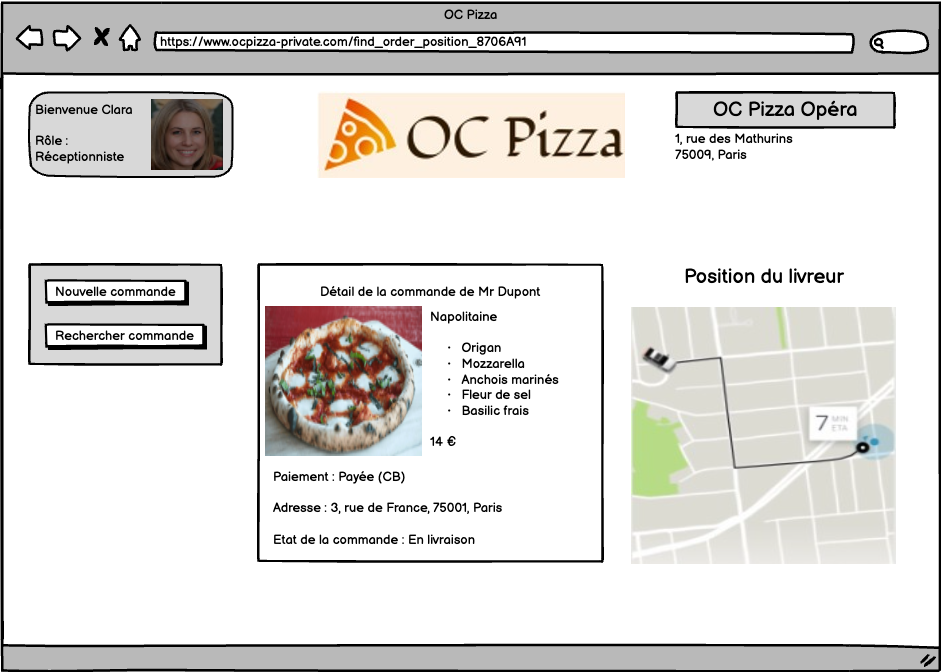 OC Pizza
https://www.ocpizza-private.com/find_order_position_8706A91
Bienvenue Clara
Rôle :
Réceptionniste
OC Pizza
OC Pizza Opéra
1, rue des Mathurins
75009, Paris
Nouvelle commande
Rechercher commande
Détail de la commande de Mr Dupont
Napolitaine
· Origan
· Mozzarella
· Anchois marinés
· Fleur de sel
· Basilic frais
14 €
Paiement : Payée (CB)
Adresse : 3, rue de France, 75001, Paris
Etat de la commande : En livraison
Position du livreur
7 MIN
ETA